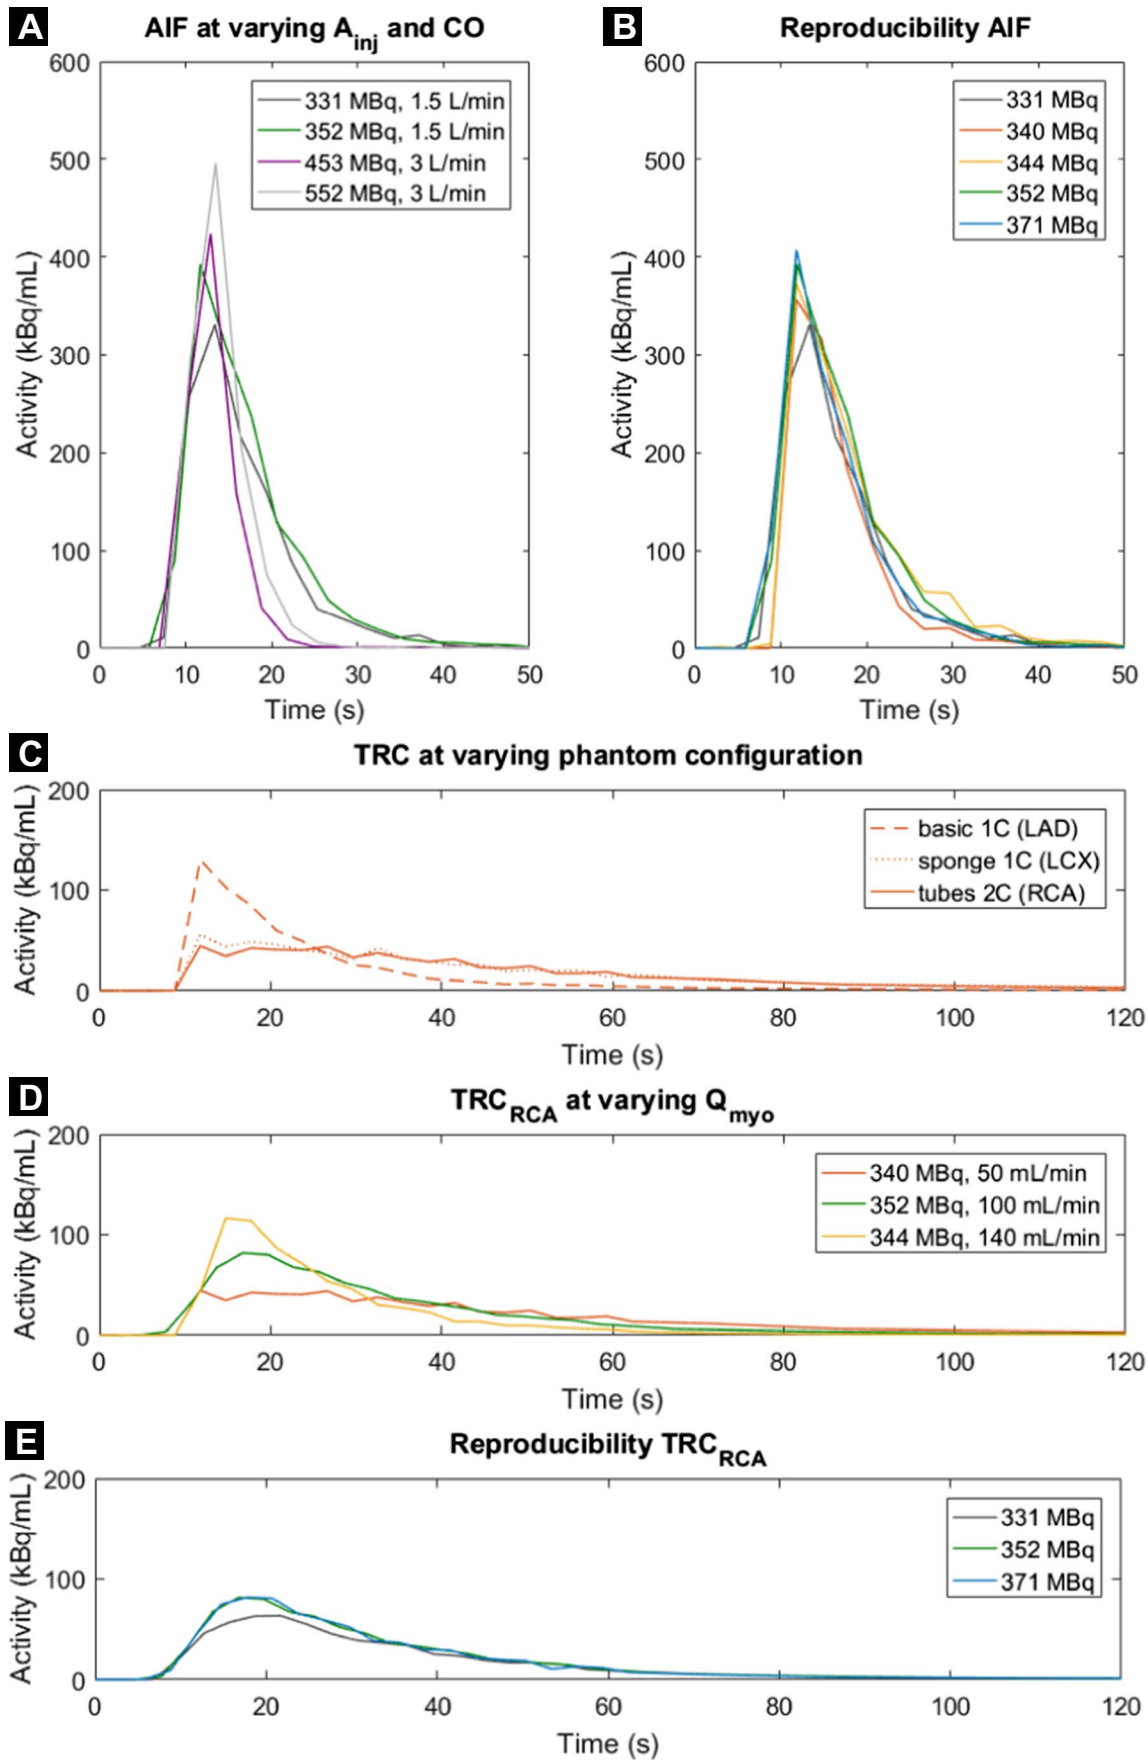 A
AIF at varying A_inj and CO
Activity (kBq/mL)
600
500
400
300
200
100
0
331 MBq, 1.5 L/min
352 MBq, 1.5 L/min
453 MBq, 3 L/min
552 MBq, 3 L/min
0 10 20 30 40 50
Time (s)
B
Reproducibility AIF
Activity (kBq/mL)
600
500
400
300
200
100
0
331 MBq
340 MBq
344 MBq
352 MBq
371 MBq
0 10 20 30 40 50
Time (s)
C
TRC at varying phantom configuration
Activity (kBq/mL)
200
100
0
basic 1C (LAD)
sponge 1C (LCX)
tubes 2C (RCA)
0 20 40 60 80 100 120
Time (s)
D
TRC_RCA at varying Q_myo
Activity (kBq/mL)
200
100
0
340 MBq, 50 mL/min
352 MBq, 100 mL/min
344 MBq, 140 mL/min
0 20 40 60 80 100 120
Time (s)
E
Reproducibility TRC_RCA
Activity (kBq/mL)
200
100
0
331 MBq
352 MBq
371 MBq
0 20 40 60 80 100 120
Time (s)